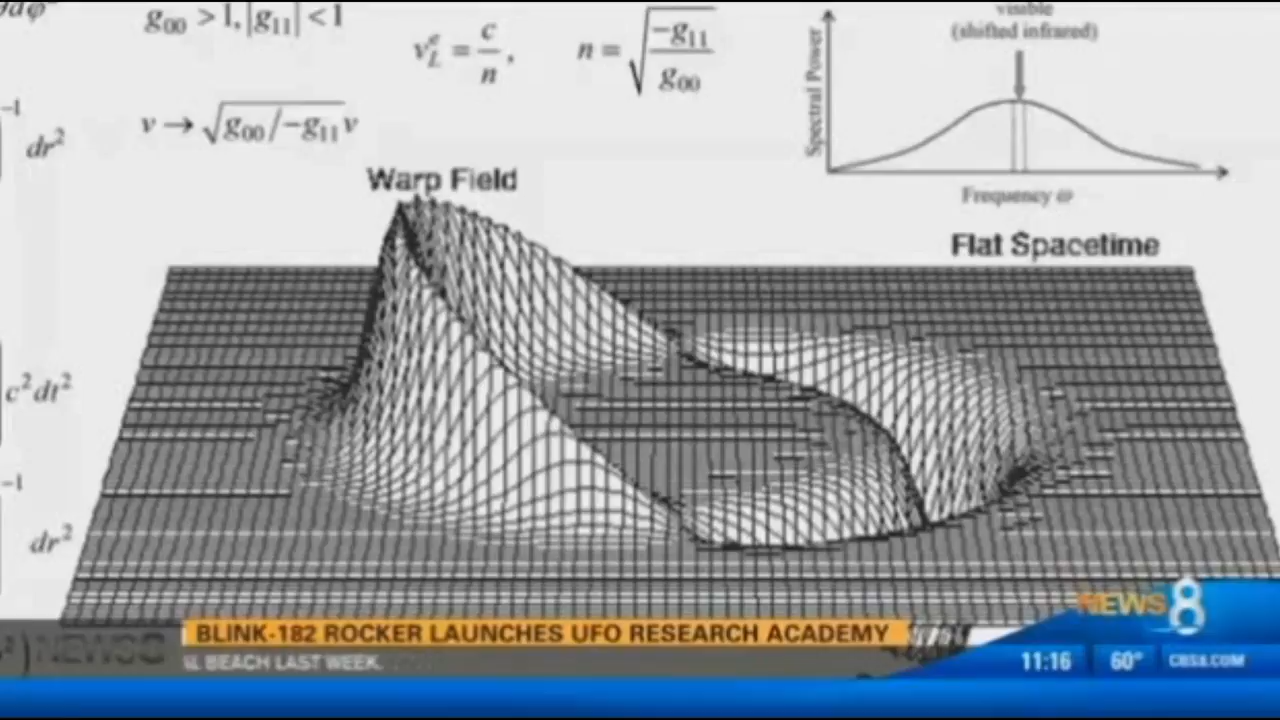 g₀₀ > 1, |g₁₁| < 1
v_L^e = c/n, n = √(-g₁₁/g₀₀)
visible
(shifted infrared)
Spectral Power
-1
dr²
v → √(g₀₀/-g₁₁) v
Warp Field
Frequency ω
Flat Spacetime
c²dt²
-1
dr²
NEWS 8
BLINK-182 ROCKER LAUNCHES UFO RESEARCH ACADEMY
BEACH LAST WEEK.
11:16 60° CBS8.COM